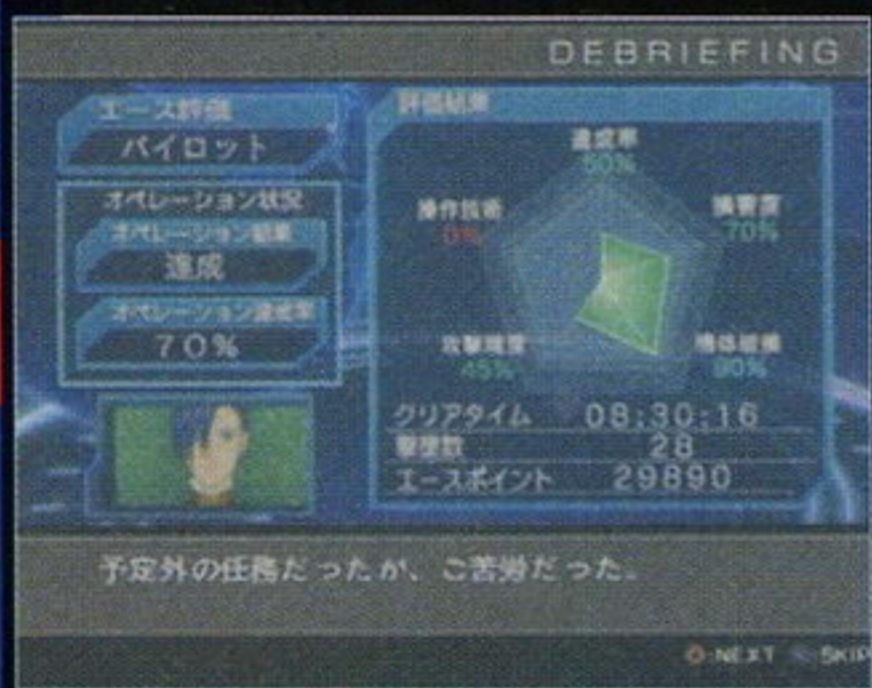 DEBRIEFING
エース評価
パイロット
オペレーション状況
オペレーション結果
達成
オペレーション達成率
70%
評価結果
達成率
50%
操作技術
0%
損害度
70%
攻撃精度
45%
機体破損
90%
クリアタイム 08:30:16
撃墜数 28
エースポイント 29890
予定外の任務だったが、ご苦労だった。
NEXT SKIP